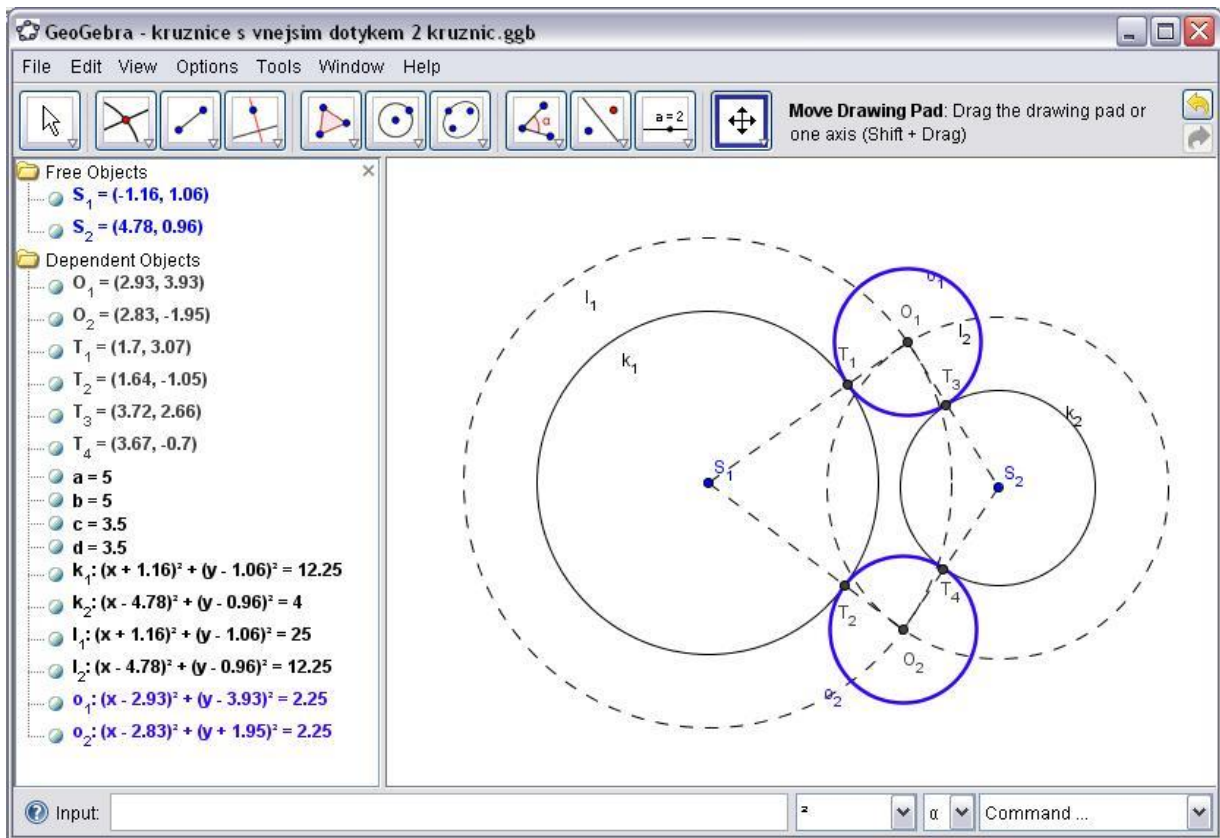 GeoGebra - kruznice s vnejsim dotykem 2 kruznic.ggb
File Edit View Options Tools Window Help
a = 2
α
Move Drawing Pad: Drag the drawing pad or
one axis (Shift + Drag)
Free Objects
S₁ = (-1.16, 1.06)
S₂ = (4.78, 0.96)
Dependent Objects
O₁ = (2.93, 3.93)
O₂ = (2.83, -1.95)
T₁ = (1.7, 3.07)
T₂ = (1.64, -1.05)
T₃ = (3.72, 2.66)
T₄ = (3.67, -0.7)
a = 5
b = 5
c = 3.5
d = 3.5
k₁: (x + 1.16)² + (y - 1.06)² = 12.25
k₂: (x - 4.78)² + (y - 0.96)² = 4
l₁: (x + 1.16)² + (y - 1.06)² = 25
l₂: (x - 4.78)² + (y - 0.96)² = 12.25
o₁: (x - 2.93)² + (y - 3.93)² = 2.25
o₂: (x - 2.83)² + (y + 1.95)² = 2.25
o₁
l₁
O₁
l₂
k₁
T₁
T₃
k₂
S₁
S₂
T₂
T₄
O₂
o₂
Input:
²
α
Command ...